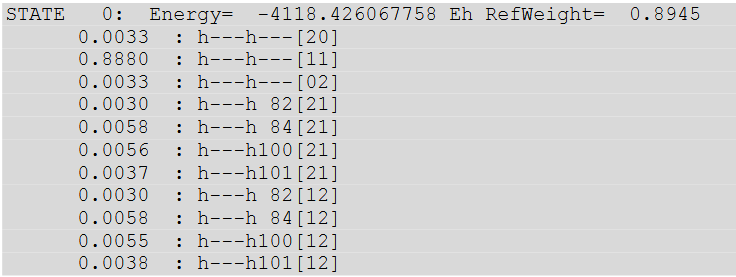 STATE   0:  Energy=  -4118.426067758 Eh RefWeight=  0.8945
      0.0033  : h---h---[20]
      0.8880  : h---h---[11]
      0.0033  : h---h---[02]
      0.0030  : h---h 82[21]
      0.0058  : h---h 84[21]
      0.0056  : h---h100[21]
      0.0037  : h---h101[21]
      0.0030  : h---h 82[12]
      0.0058  : h---h 84[12]
      0.0055  : h---h100[12]
      0.0038  : h---h101[12]